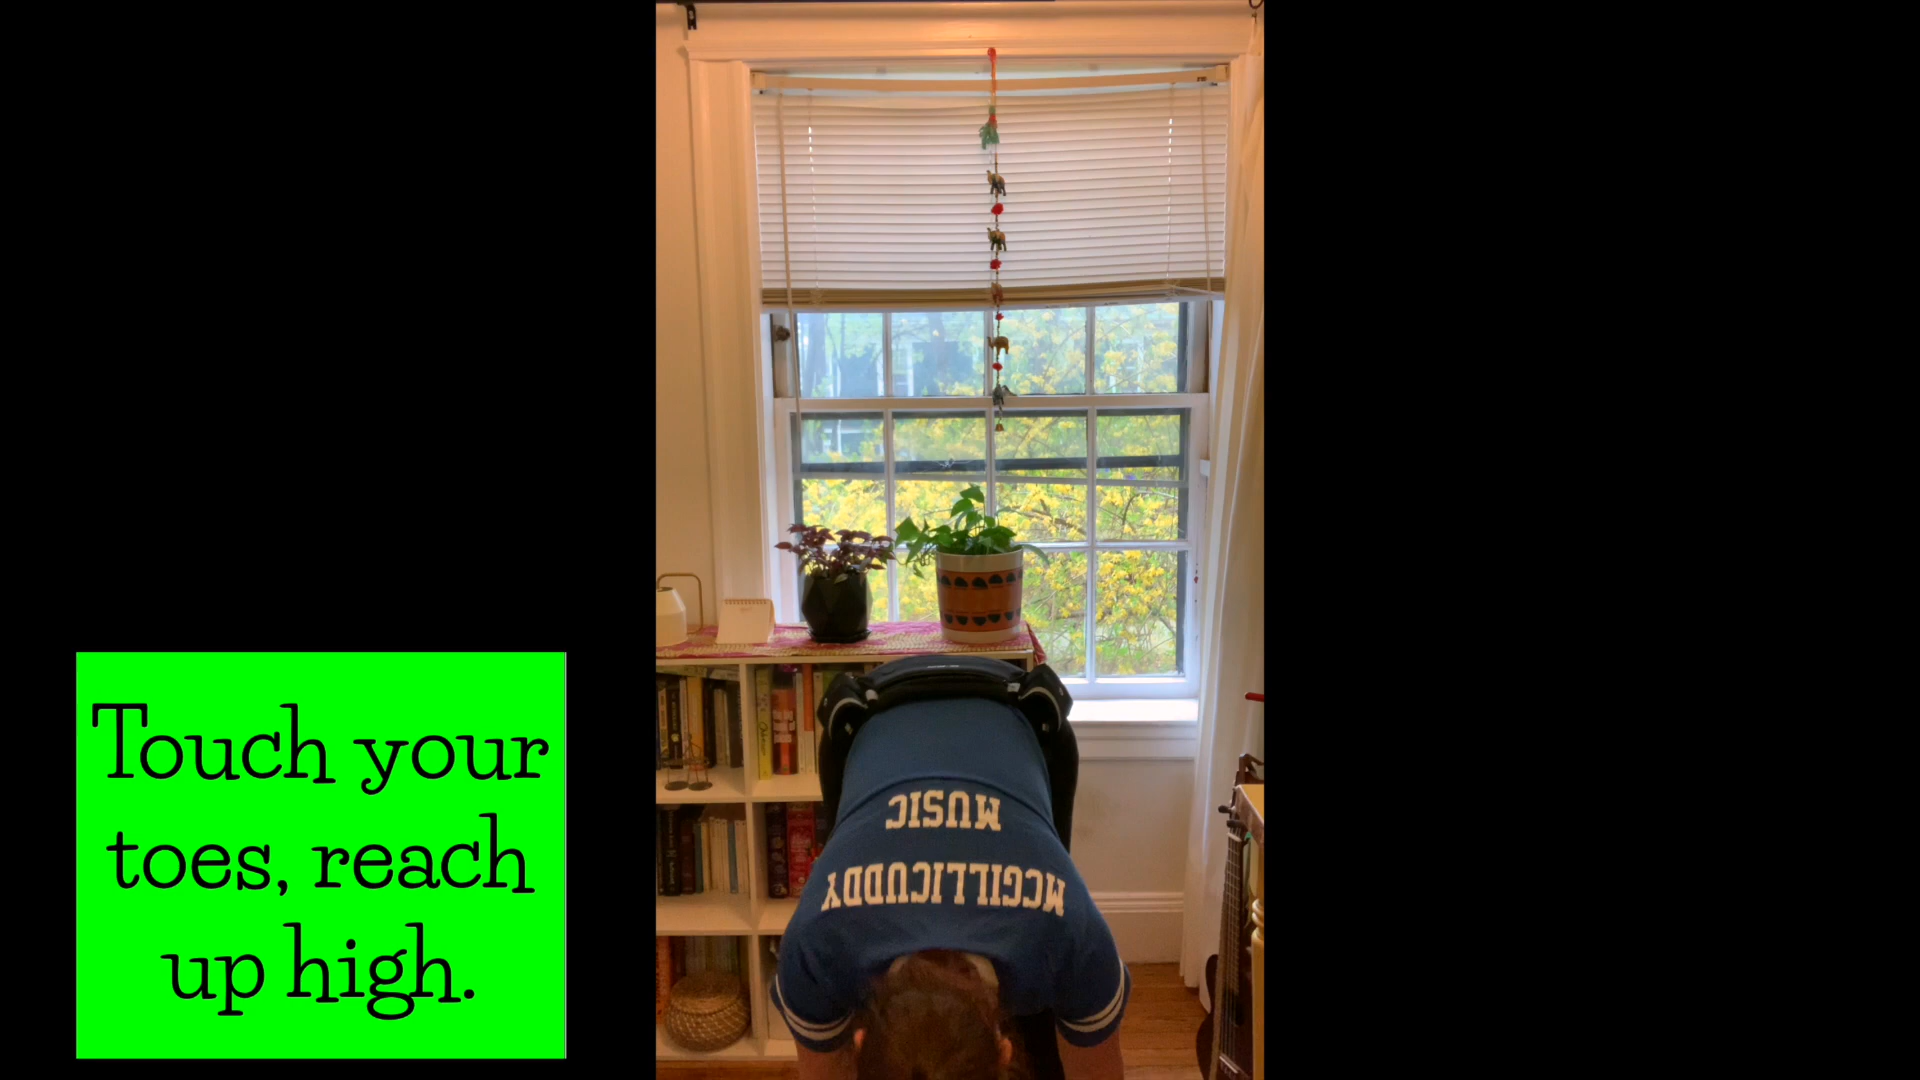 Touch your
toes, reach
up high.
MCGILLICUDDY
MUSIC